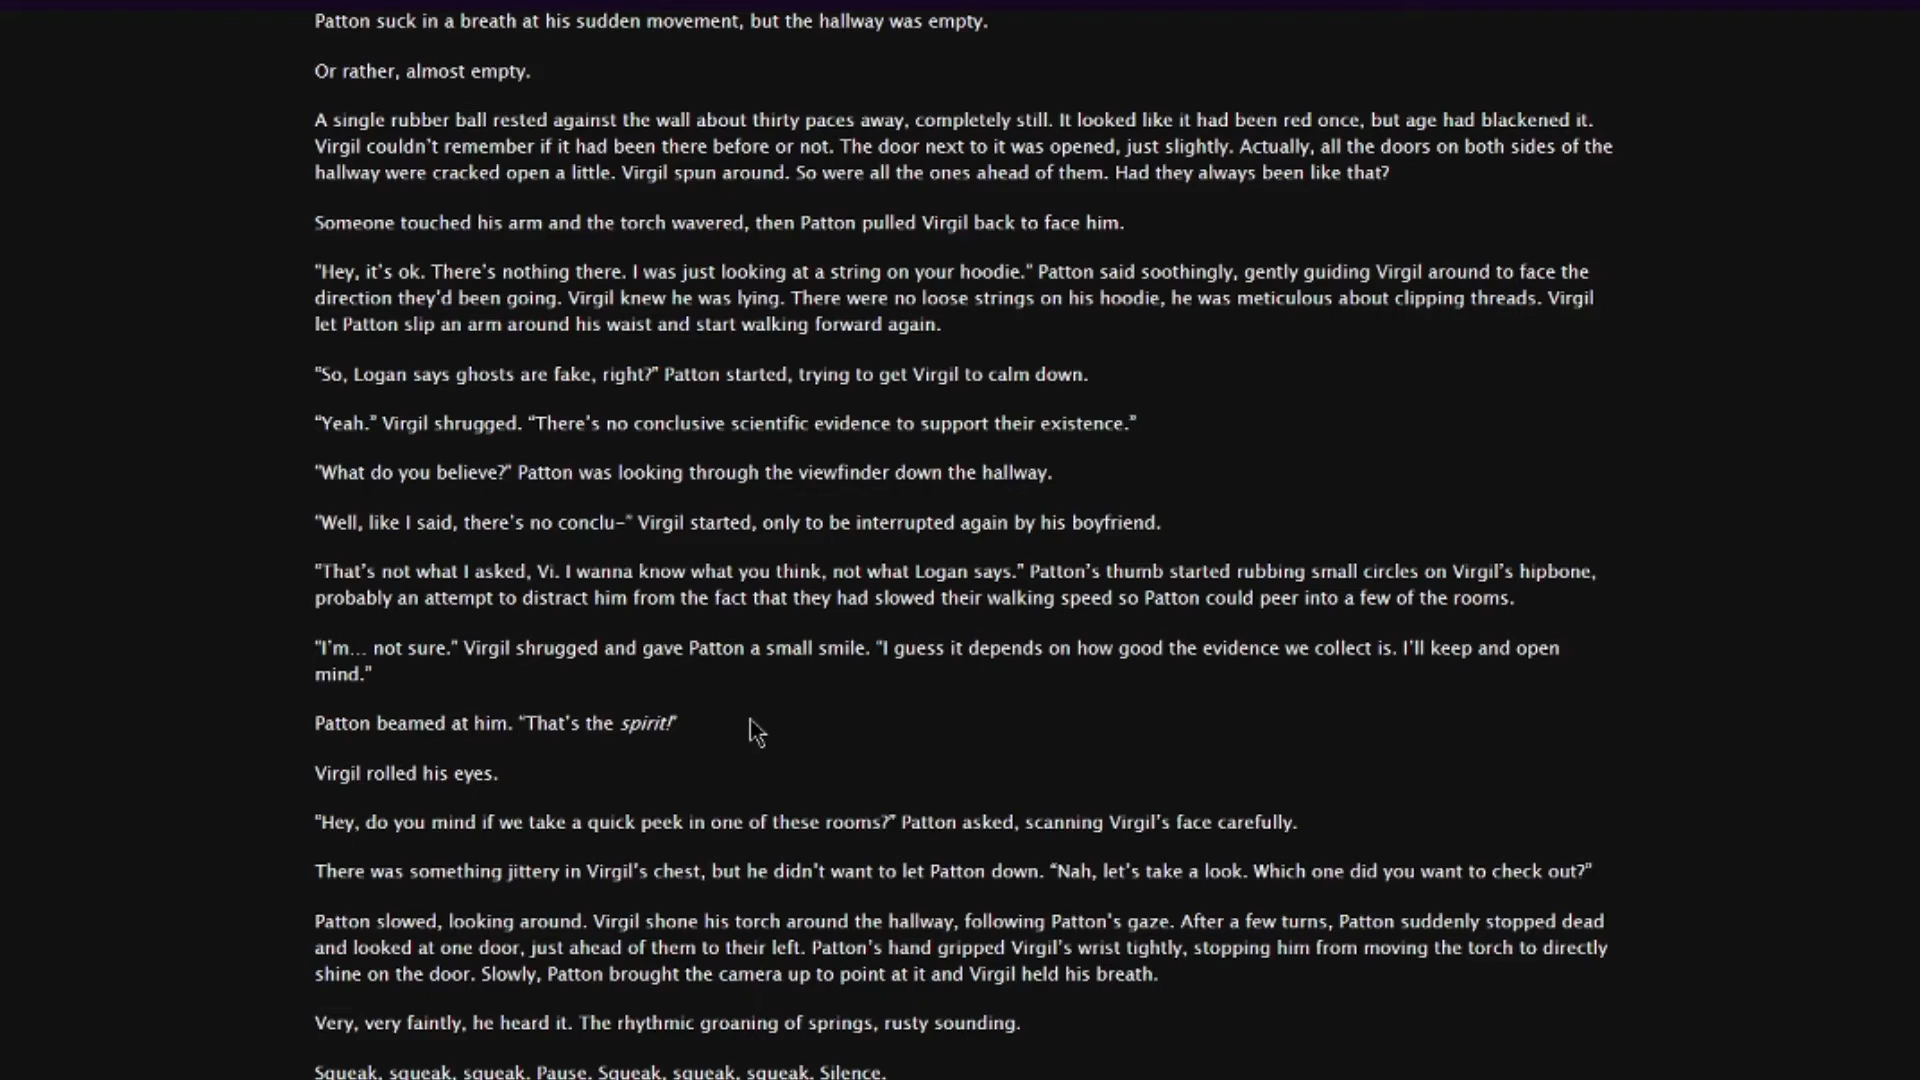 Patton suck in a breath at his sudden movement, but the hallway was empty.
Or rather, almost empty.
A single rubber ball rested against the wall about thirty paces away, completely still. It looked like it had been red once, but age had blackened it.
Virgil couldn't remember if it had been there before or not. The door next to it was opened, just slightly. Actually, all the doors on both sides of the
hallway were cracked open a little. Virgil spun around. So were all the ones ahead of them. Had they always been like that?
Someone touched his arm and the torch wavered, then Patton pulled Virgil back to face him.
"Hey, it's ok. There's nothing there. I was just looking at a string on your hoodie." Patton said soothingly, gently guiding Virgil around to face the
direction they'd been going. Virgil knew he was lying. There were no loose strings on his hoodie, he was meticulous about clipping threads. Virgil
let Patton slip an arm around his waist and start walking forward again.
"So, Logan says ghosts are fake, right?" Patton started, trying to get Virgil to calm down.
“Yeah.” Virgil shrugged. “There's no conclusive scientific evidence to support their existence.”
"What do you believe?" Patton was looking through the viewfinder down the hallway.
"Well, like I said, there's no conclu-" Virgil started, only to be interrupted again by his boyfriend.
"That's not what I asked, Vi. I wanna know what you think, not what Logan says." Patton's thumb started rubbing small circles on Virgil's hipbone,
probably an attempt to distract him from the fact that they had slowed their walking speed so Patton could peer into a few of the rooms.
"I'm... not sure." Virgil shrugged and gave Patton a small smile. "I guess it depends on how good the evidence we collect is. I'll keep and open
mind."
Patton beamed at him. “That's the spirit!”
Virgil rolled his eyes.
"Hey, do you mind if we take a quick peek in one of these rooms?" Patton asked, scanning Virgil's face carefully.
There was something jittery in Virgil's chest, but he didn't want to let Patton down. “Nah, let's take a look. Which one did you want to check out?”
Patton slowed, looking around. Virgil shone his torch around the hallway, following Patton's gaze. After a few turns, Patton suddenly stopped dead
and looked at one door, just ahead of them to their left. Patton's hand gripped Virgil's wrist tightly, stopping him from moving the torch to directly
shine on the door. Slowly, Patton brought the camera up to point at it and Virgil held his breath.
Very, very faintly, he heard it. The rhythmic groaning of springs, rusty sounding.
Squeak, squeak, squeak. Pause. Squeak, squeak, squeak. Silence.